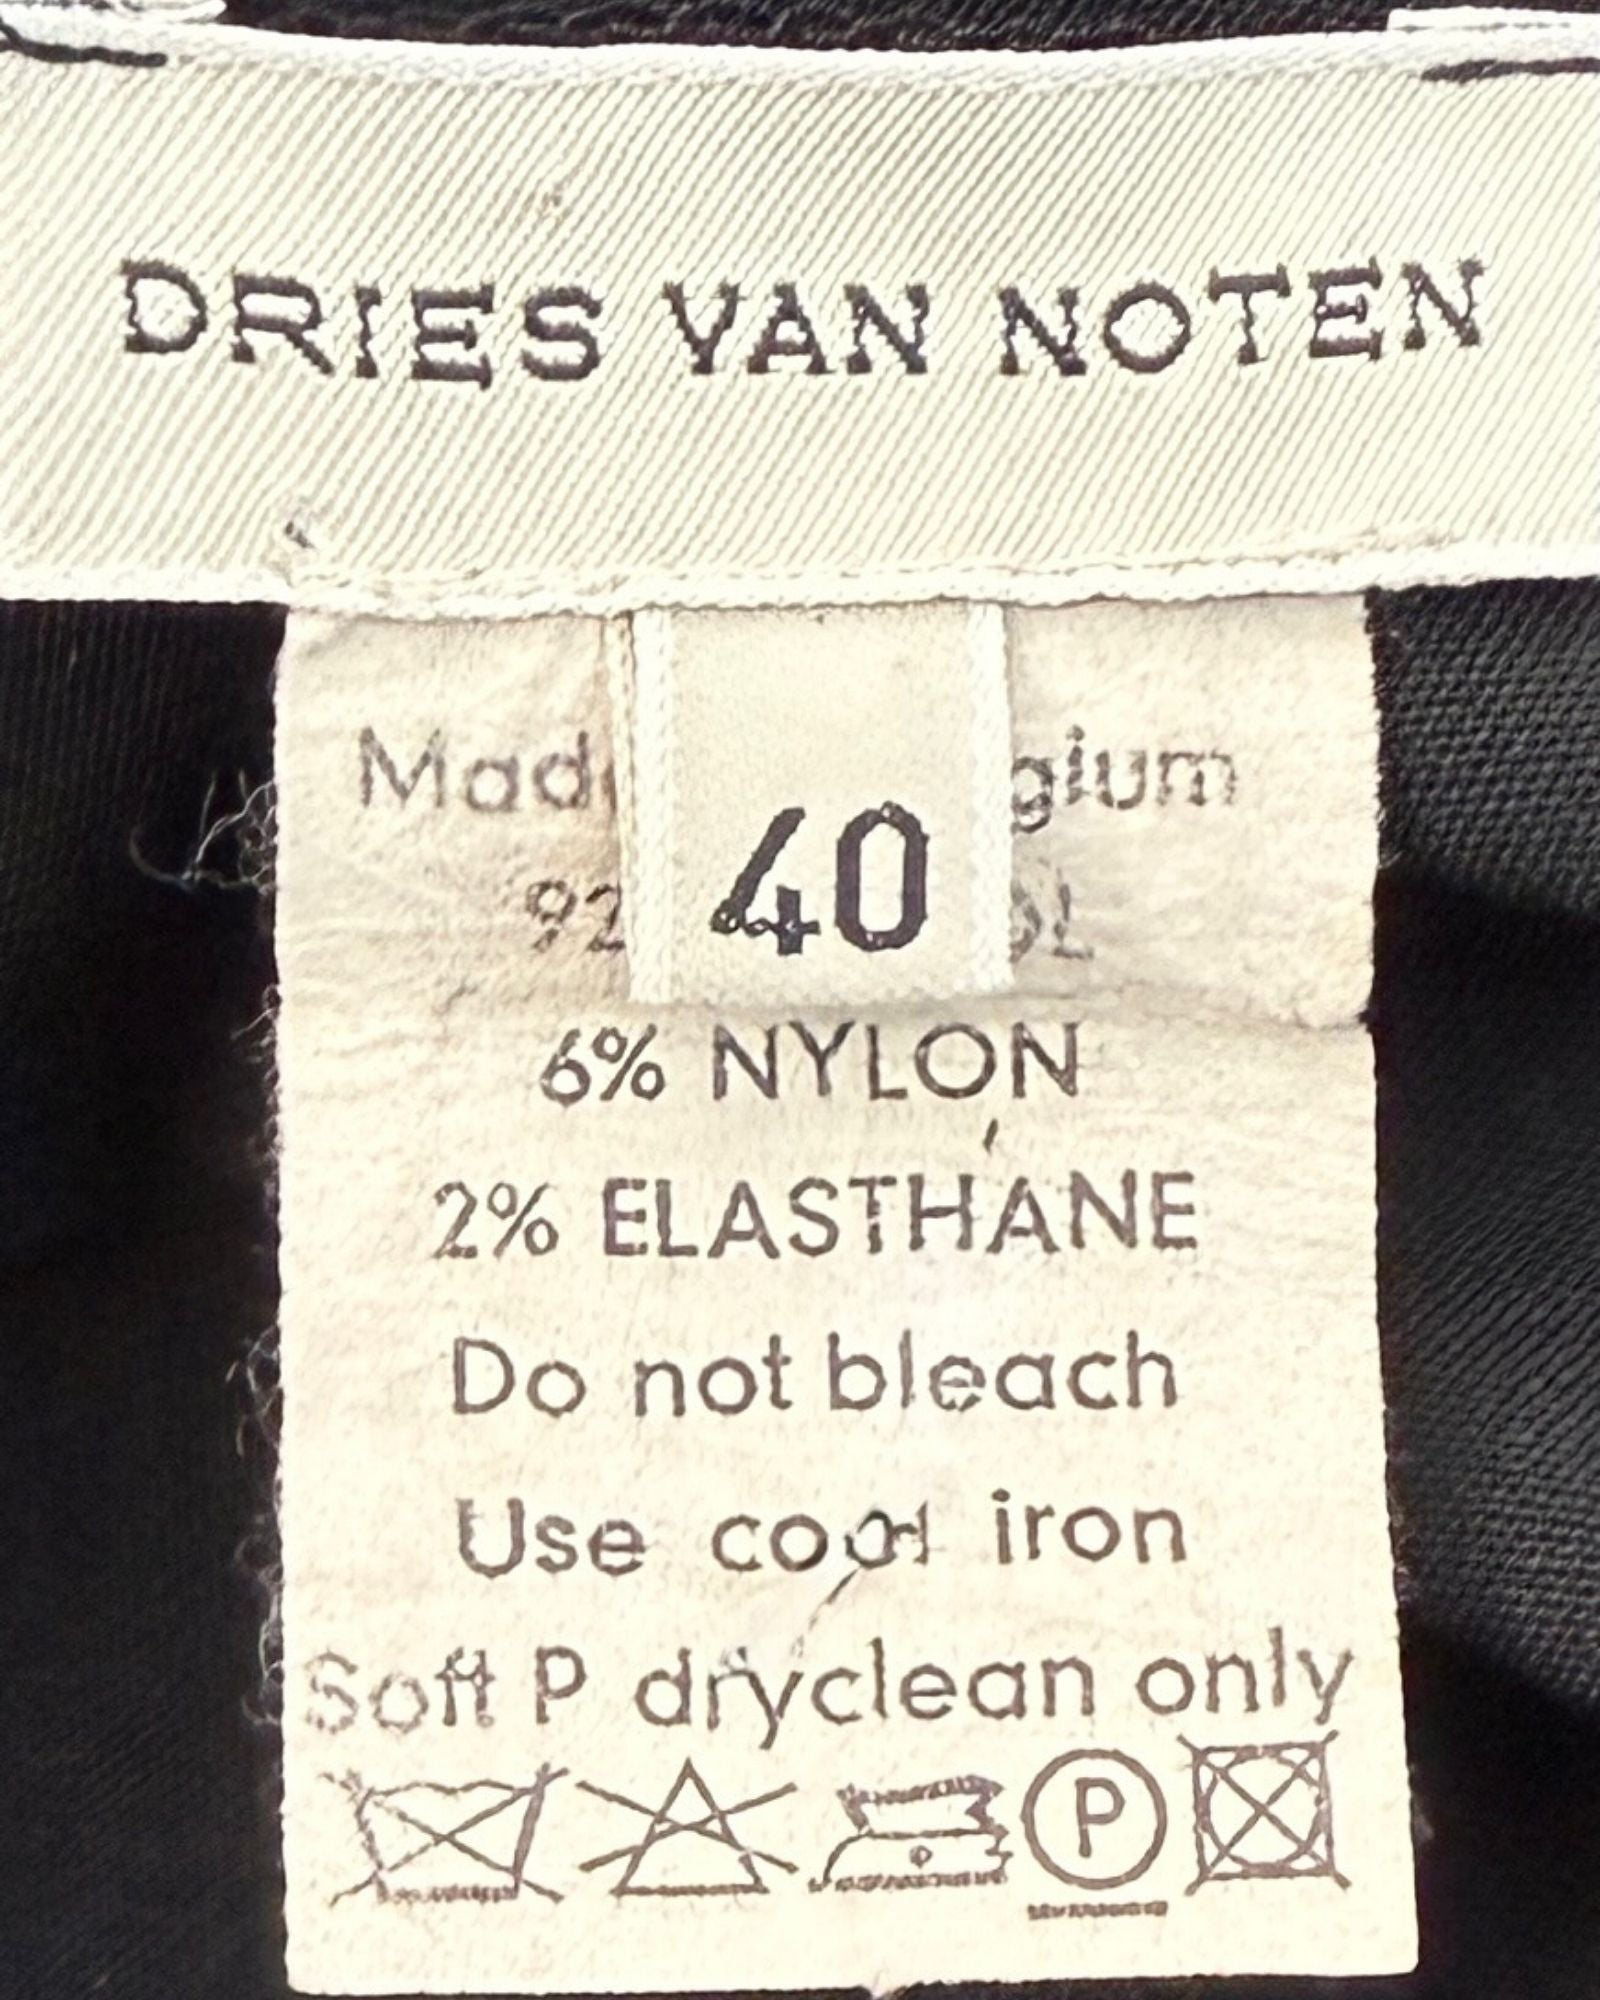 DRIES VAN NOTEN
40
6% NYLON
2% ELASTHANE
Do not bleach
Use cool iron
Soft P dryclean only
P